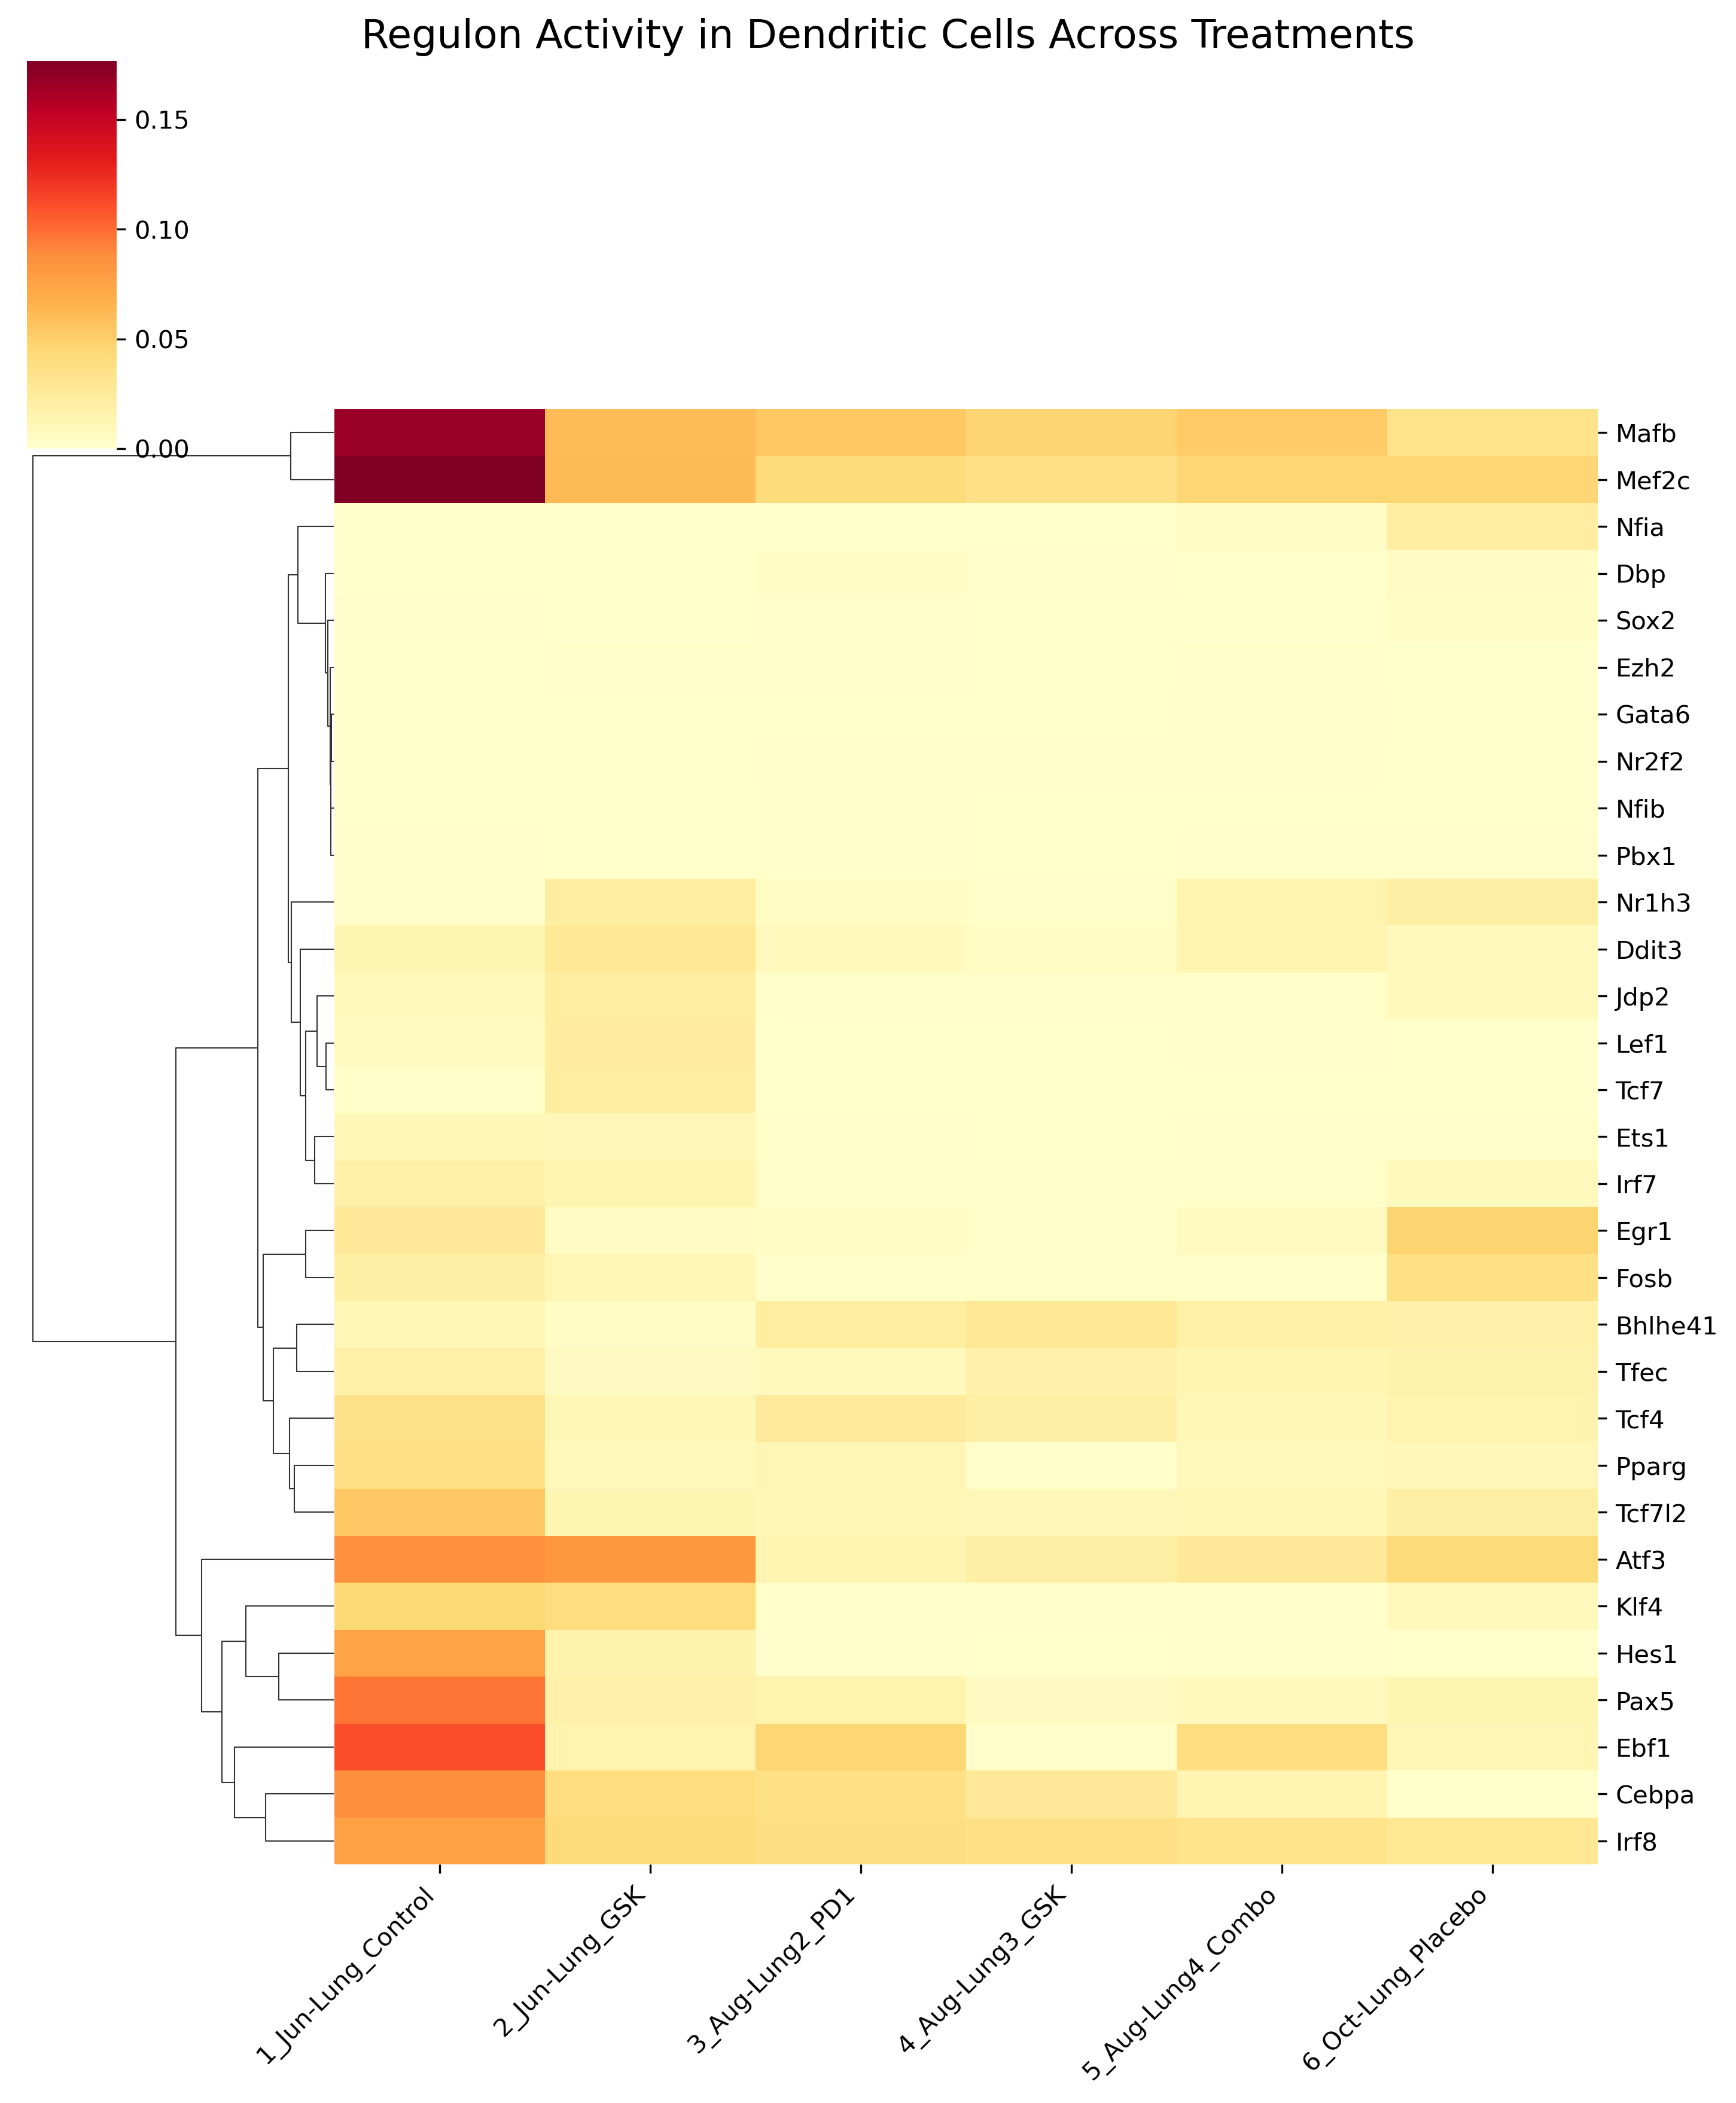 Regulon Activity in Dendritic Cells Across Treatments
0.15
0.10
0.05
0.00
Mafb
Mef2c
Nfia
Dbp
Sox2
Ezh2
Gata6
Nr2f2
Nfib
Pbx1
Nr1h3
Ddit3
Jdp2
Lef1
Tcf7
Ets1
Irf7
Egr1
Fosb
Bhlhe41
Tfec
Tcf4
Pparg
Tcf7l2
Atf3
Klf4
Hes1
Pax5
Ebf1
Cebpa
Irf8
1_Jun-Lung_Control
2_Jun-Lung_GSK
3_Aug-Lung2_PD1
4_Aug-Lung3_GSK
5_Aug-Lung4_Combo
6_Oct-Lung_Placebo